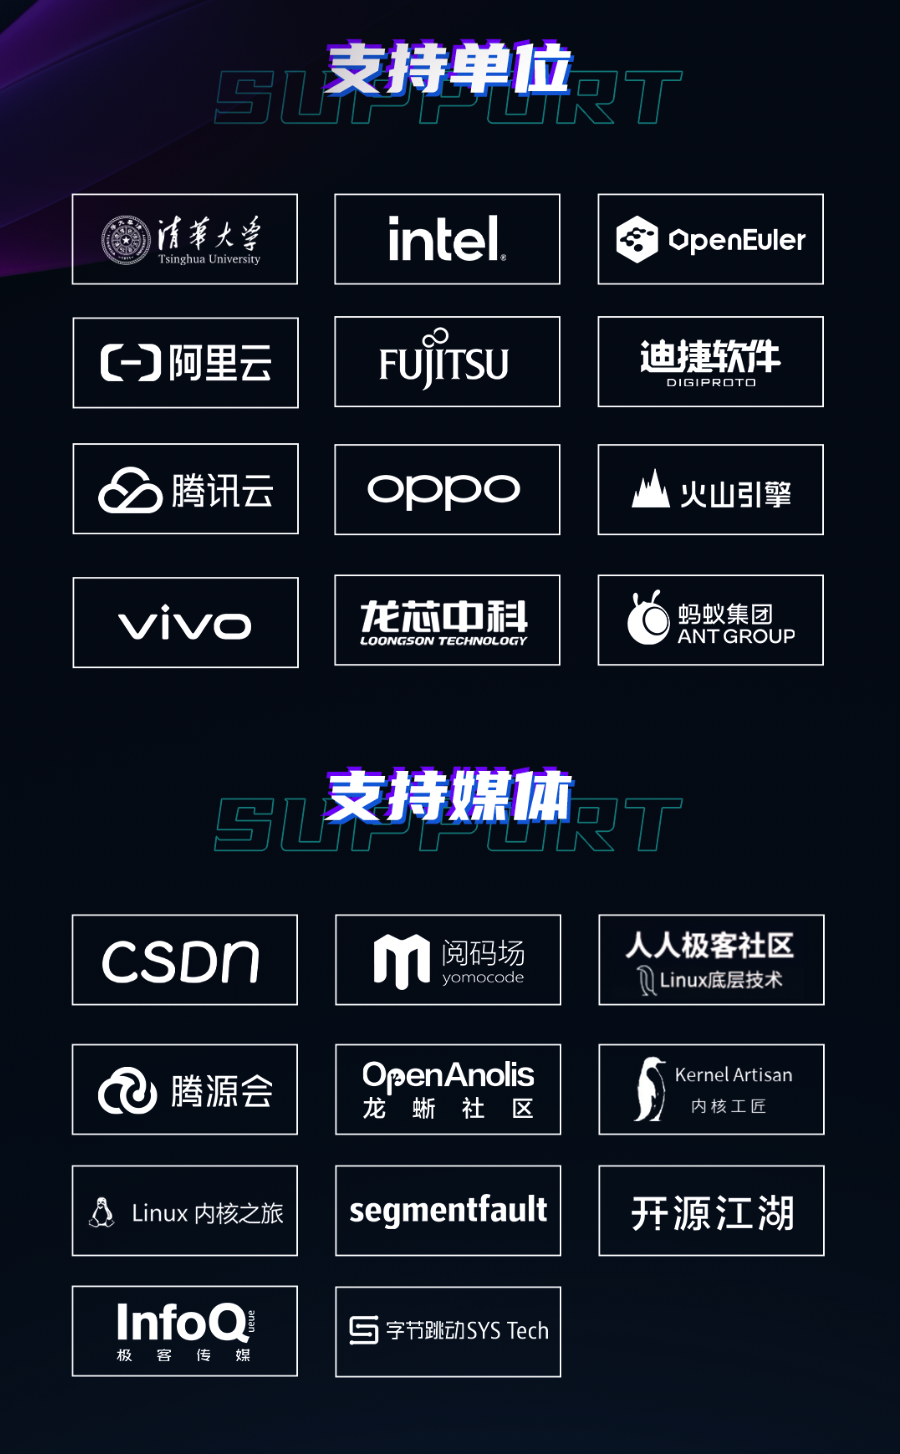 支持单位
SUPPORT
清华大学
Tsinghua University
intel®
OpenEuler
阿里云
FUJITSU
迪捷软件
DIGIPROTO
腾讯云
oppo
火山引擎
vivo
龙芯中科
LOONGSON TECHNOLOGY
蚂蚁集团
ANT GROUP
支持媒体
SUPPORT
CSDN
阅码场
yomocode
人人极客社区
Linux底层技术
腾源会
OpenAnolis
龙蜥社区
Kernel Artisan
内核工匠
Linux 内核之旅
segmentfault
开源江湖
InfoQ
ueue
极客传媒
字节跳动SYS Tech